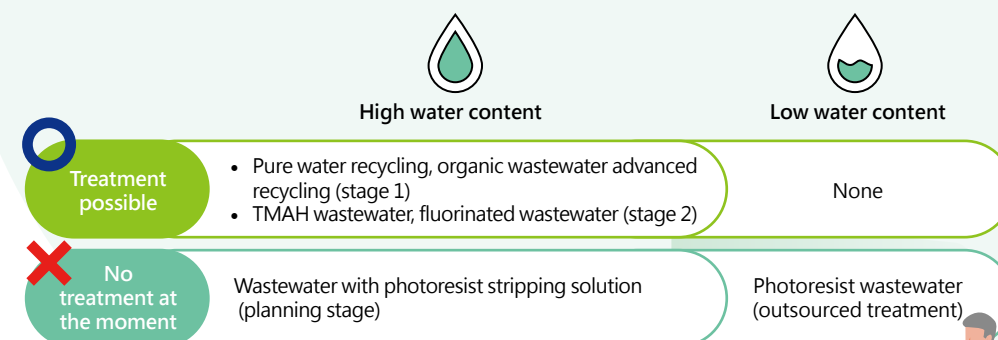 High water content
Low water content
Treatment
possible
• Pure water recycling, organic wastewater advanced
recycling (stage 1)
• TMAH wastewater, fluorinated wastewater (stage 2)
None
No
treatment at
the moment
Wastewater with photoresist stripping solution
(planning stage)
Photoresist wastewater
(outsourced treatment)